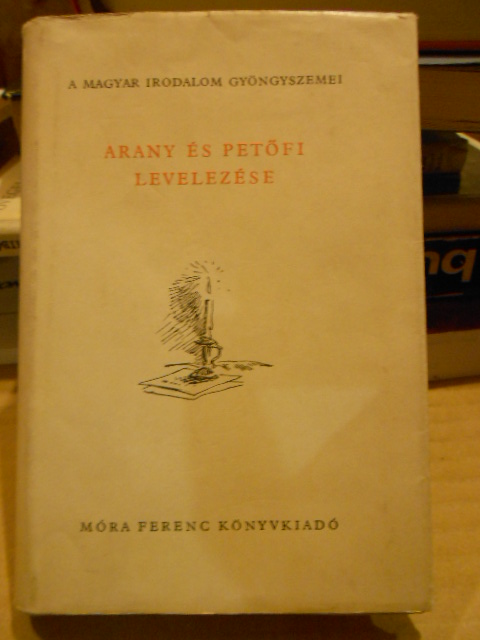 A MAGYAR IRODALOM GYÖNGYSZEMEI
ARANY ÉS PETŐFI
LEVELEZÉSE
MÓRA FERENC KÖNYVKIADÓ